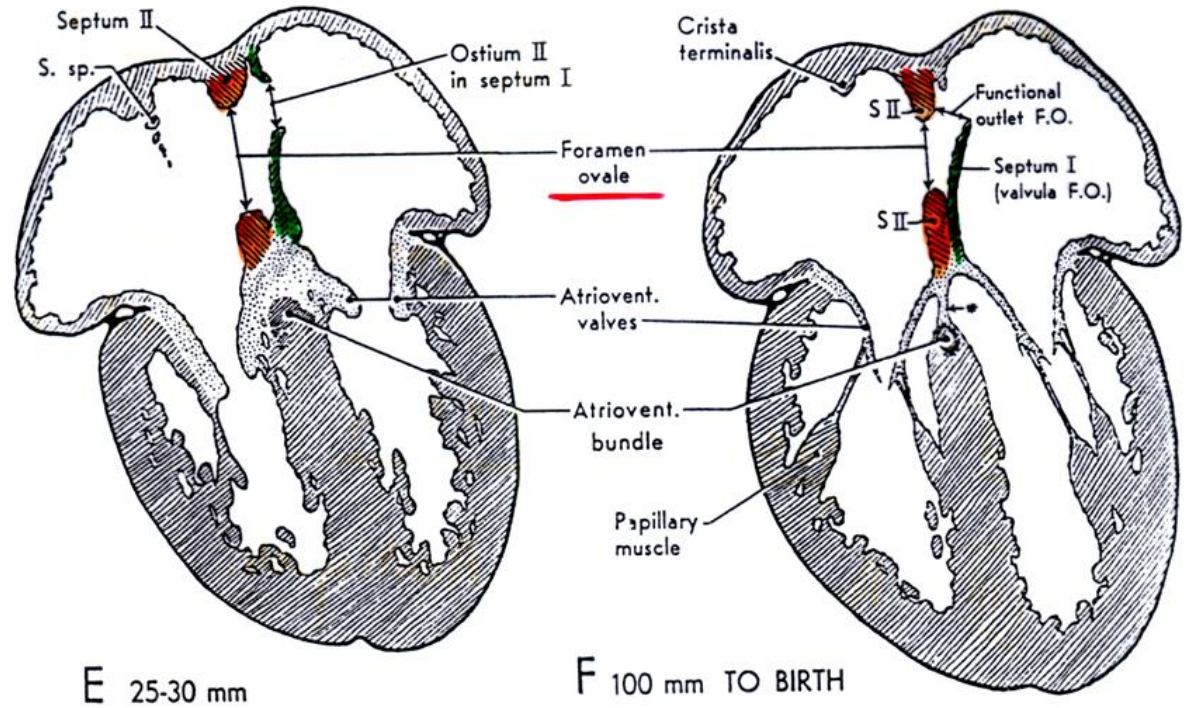 Septum II
S. sp.
Ostium II
in septum I
Foramen
ovale
Atriovent.
valves
Atriovent.
bundle
Papillary
muscle
Crista
terminalis
S II
Functional
outlet F.O.
Septum I
(valvula F.O.)
S II
*
E 25-30 mm
F 100 mm TO BIRTH